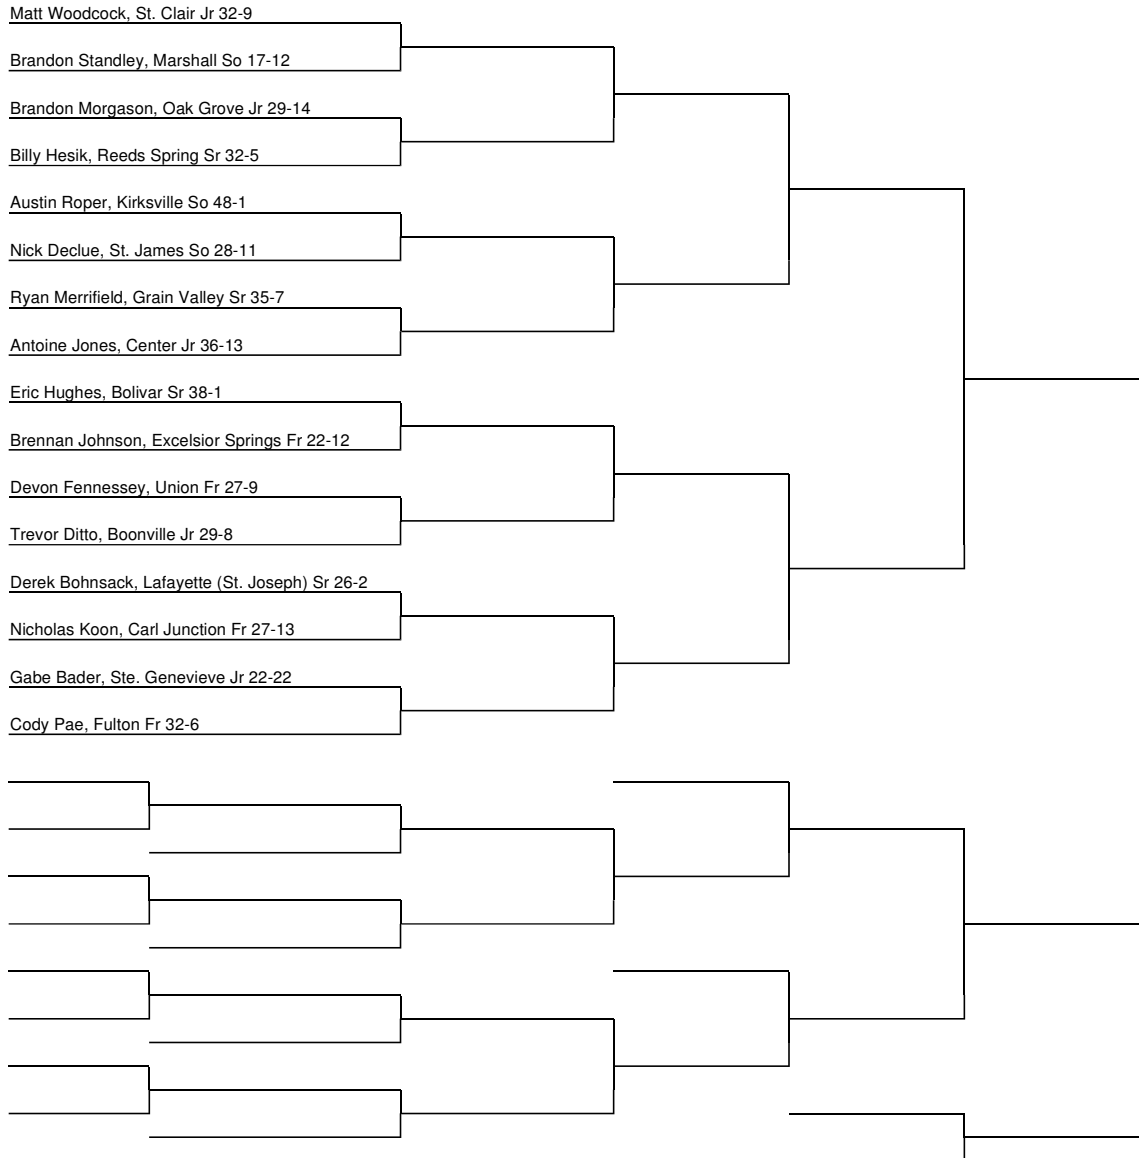 Matt Woodcock, St. Clair Jr 32-9
Brandon Standley, Marshall So 17-12
Brandon Morgason, Oak Grove Jr 29-14
Billy Hesik, Reeds Spring Sr 32-5
Austin Roper, Kirksville So 48-1
Nick Declue, St. James So 28-11
Ryan Merrifield, Grain Valley Sr 35-7
Antoine Jones, Center Jr 36-13
Eric Hughes, Bolivar Sr 38-1
Brennan Johnson, Excelsior Springs Fr 22-12
Devon Fennessey, Union Fr 27-9
Trevor Ditto, Boonville Jr 29-8
Derek Bohnsack, Lafayette (St. Joseph) Sr 26-2
Nicholas Koon, Carl Junction Fr 27-13
Gabe Bader, Ste. Genevieve Jr 22-22
Cody Pae, Fulton Fr 32-6